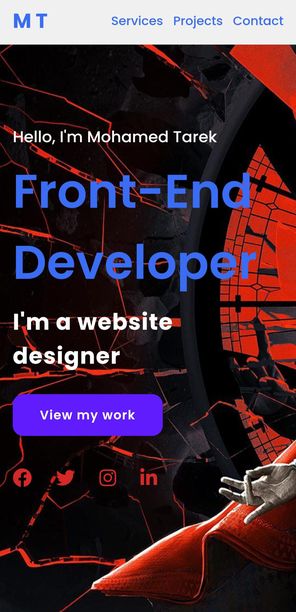 M T
Services Projects Contact
Hello, I'm Mohamed Tarek
Front-End
Developer
I'm a website
designer
View my work